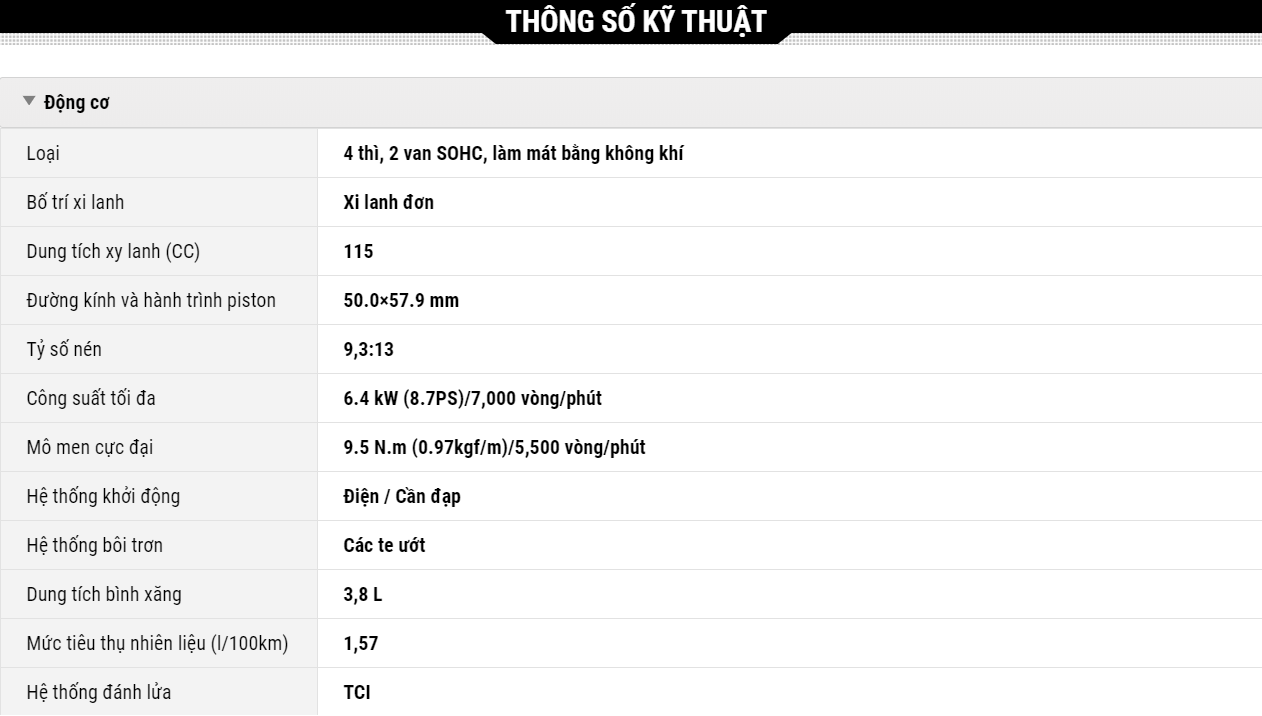 THÔNG SỐ KỸ THUẬT
Động cơ
Loại 4 thì, 2 van SOHC, làm mát bằng không khí
Bố trí xi lanh Xi lanh đơn
Dung tích xy lanh (CC) 115
Đường kính và hành trình piston 50.0×57.9 mm
Tỷ số nén 9,3:13
Công suất tối đa 6.4 kW (8.7PS)/7,000 vòng/phút
Mô men cực đại 9.5 N.m (0.97kgf/m)/5,500 vòng/phút
Hệ thống khởi động Điện / Cần đạp
Hệ thống bôi trơn Các te ướt
Dung tích bình xăng 3,8 L
Mức tiêu thụ nhiên liệu (l/100km) 1,57
Hệ thống đánh lửa TCI